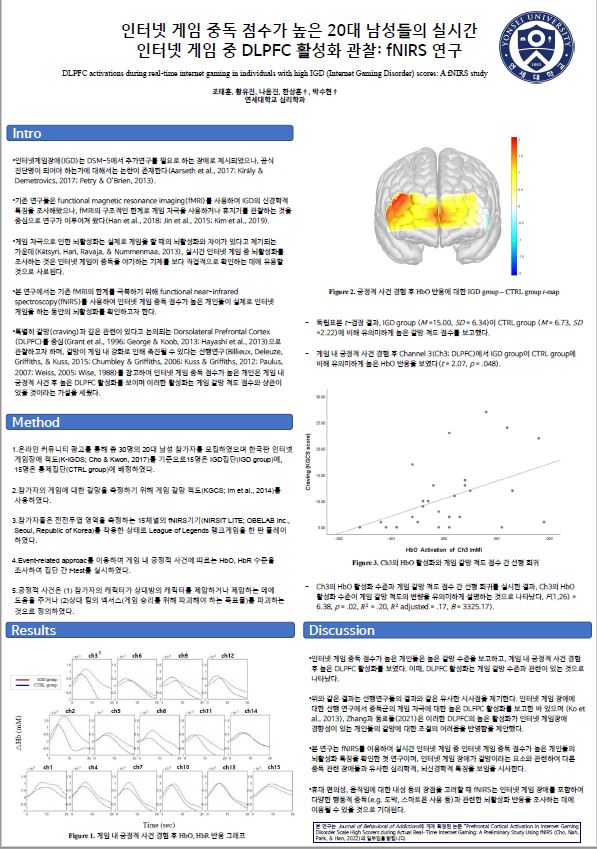 인터넷 게임 중독 점수가 높은 20대 남성들의 실시간
인터넷 게임 중 DLPFC 활성화 관찰: fNIRS 연구
DLPFC activations during real-time internet gaming in individuals with high IGD (Internet Gaming Disorder) scores: A fNIRS study
조태훈, 황유진, 나윤진, 한상훈†, 박수현†
연세대학교 심리학과
YONSEI UNIVERSITY
1885
연세대학교
Intro
•인터넷게임장애(IGD)는 DSM-5에서 추가연구를 필요로 하는 장애로 제시되었으나, 공식
진단명이 되어야 하는가에 대해서는 논란이 존재한다(Aarseth et al., 2017: Király &
Demetrovics, 2017: Petry & O'Brien, 2013).
•기존 연구들은 functional magnetic resonance imaging(fMRI)를 사용하여 IGD의 신경학적
특징을 조사해왔으나, fMRI의 구조적인 한계로 게임 자극을 사용하거나 휴지기를 관찰하는 것을
중심으로 연구가 이루어져 왔다(Han et al., 2018: Jin et al., 2015: Kim et al., 2019).
•게임 자극으로 인한 뇌활성화는 실제로 게임을 할 때의 뇌활성화와 차이가 있다고 제기되는
가운데(Kätsyri, Hari, Ravaja, & Nummenmaa, 2013), 실시간 인터넷 게임 중 뇌활성화를
조사하는 것은 인터넷 게임이 중독을 야기하는 기제를 보다 직접적으로 확인하는 데에 유용할
것으로 사료된다.
•본 연구에서는 기존 fMRI의 한계를 극복하기 위해 functional near-infrared
spectroscopy(fNIRS)를 사용하여 인터넷 게임 중독 점수가 높은 개인들이 실제로 인터넷
게임을 하는 동안의 뇌활성화를 확인하고자 한다.
•특별히 갈망(craving)과 깊은 관련이 있다고 논의되는 Dorsolateral Prefrontal Cortex
(DLPFC)를 중심(Grant et al., 1996: George & Koob, 2013: Hayashi et al., 2013)으로
관찰하고자 하며, 갈망이 게임 내 강화로 인해 촉진될 수 있다는 선행연구(Billieux, Deleuze,
Griffiths, & Kuss, 2015: Chumbley & Griffiths, 2006: Kuss & Griffiths, 2012: Paulus,
2007: Weiss, 2005: Wise, 1988)를 참고하여 인터넷 게임 중독 점수가 높은 개인은 게임 내
긍정적 사건 후 높은 DLPFC 활성화를 보이며 이러한 활성화는 게임 갈망 척도 점수와 상관이
있을 것이라는 가설을 세웠다.
Method
1.온라인 커뮤니티 광고를 통해 총 30명의 20대 남성 참가자를 모집하였으며 한국판 인터넷
게임장애 척도(K-IGDS; Cho & Kwon, 2017)를 기준으로15명은 IGD집단(IGD group)에,
15명은 통제집단(CTRL group)에 배정하였다.
2.참가자의 게임에 대한 갈망을 측정하기 위해 게임 갈망 척도(KGCS; Im et al., 2014)를
사용하였다.
3.참가자들은 전전두엽 영역을 측정하는 15채널의 fNIRS기기(NIRSIT LITE; OBELAB Inc.,
Seoul, Republic of Korea)를 착용한 상태로 League of Legends 랭크게임을 한 판 플레이
하였다.
4.Event-related approac를 이용하여 게임 내 긍정적 사건에 따르는 HbO, HbR 수준을
조사하여 집단 간 t-test를 실시하였다.
5.긍정적 사건은 (1) 참가자의 캐릭터가 상대방의 캐릭터를 제압하거나 제압하는 데에
도움을 주거나 (2)상대 팀의 넥서스(게임 승리를 위해 파괴해야 하는 목표물)를 파괴하는
것으로 정의하였다.
Results
IGD group
CTRL group
ch3
ch6
ch9
ch12
ch2
ch5
ch8
ch11
ch14
ch1
ch4
ch7
ch10
ch13
ch15
△Hb (mM)
Time (sec)
Figure 1. 게임 내 긍정적 사건 후 HbO, HbR 반응 그래프
Figure 2. 긍정적 사건 경험 후 HbO 반응에 대한 IGD group – CTRL group t-map
- 독립표본 t-검정 결과, IGD group (M =15.00, SD = 6.34)이 CTRL group (M = 6.73, SD
=2.22)에 비해 유의미하게 높은 갈망 점수를 보고했다.
- 게임 내 긍정적 사건 경험 후 Channel 3(Ch3: DLPFC)에서 IGD group이 CTRL group에
비해 유의미하게 높은 HbO 반응을 보였다(t = 2.07, p = .048).
Craving (KGCS score)
30.00
25.00
20.00
15.00
10.00
5.00
-.002
-.001
.000
.001
.002
HbO Activation of Ch3 (mM)
Figure 3. Ch3의 HbO 활성화와 게임 갈망 척도 점수 간 선형 회귀
- Ch3의 HbO 활성화 수준과 게임 갈망 척도 점수 간 선형 회귀를 실시한 결과, Ch3의 HbO
활성화 수준이 게임 갈망 척도의 변량을 유의미하게 설명하는 것으로 나타났다, F(1,26) =
6.38, p = .02, R² = .20, R² adjusted = .17, B = 3325.17).
Discussion
•인터넷 게임 중독 점수가 높은 개인들은 높은 갈망 수준을 보고하고, 게임 내 긍정적 사건 경험
후 높은 DLPFC 활성화를 보였다. 이때, DLPFC 활성화는 게임 갈망 수준과 관련이 있는 것으로
나타났다.
•위와 같은 결과는 선행연구들의 결과와 같은 유사한 시사점을 제기한다. 인터넷 게임 장애에
대한 선행 연구에서 중독군의 게임 자극에 대한 높은 DLPFC 활성화를 보고한 바 있으며 (Ko et
al., 2013), Zhang과 동료들(2021)은 이러한 DLPFC의 높은 활성화가 인터넷 게임장애
경향성이 있는 개인들의 갈망에 대한 조절의 어려움을 반영함을 제안했다.
•본 연구는 fNIRS를 이용하여 실시간 인터넷 게임 중 인터넷 게임 중독 점수가 높은 개인들의
뇌활성화 특징을 확인한 첫 연구이며, 인터넷 게임 장애가 갈망이라는 요소와 관련하여 다른
중독 관련 장애들과 유사한 심리학적, 뇌신경학적 특징을 보임을 시사한다.
•휴대 편의성, 움직임에 대한 내성 등의 장점을 고려할 때 fNIRS는 인터넷 게임 장애를 포함하여
다양한 행동적 중독(e.g. 도박, 스마트폰 사용 등)과 관련한 뇌활성화 반응을 조사하는 데에
이용될 수 있을 것으로 기대된다.
본 연구는 Journal of Behavioral of Addiction에 게재 확정된 논문 "Prefrontal Cortical Activation in Internet Gaming
Disorder Scale High Scorers during Actual Real-Time Internet Gaming: A Preliminary Study Using fNIRS (Cho, Nah,
Park, & Han, 2022)의 일부임을 밝힙니다.